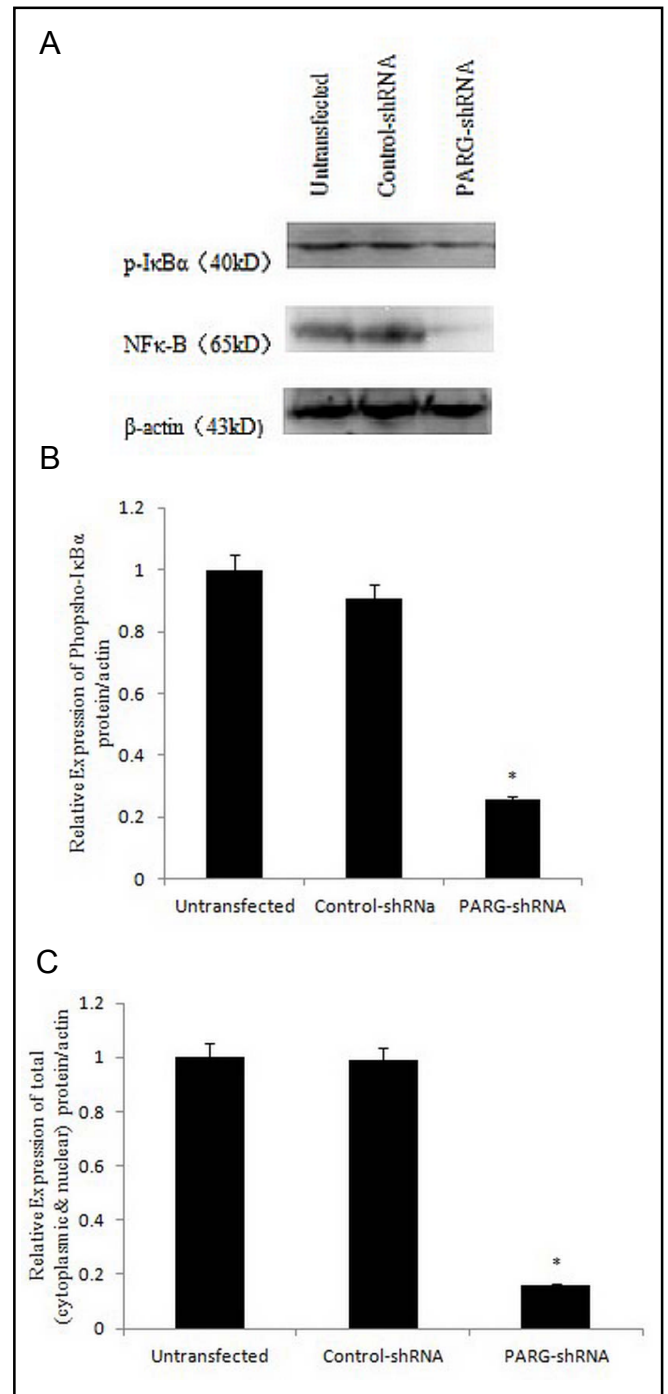 A
Untransfected
Control-shRNA
PARG-shRNA
p-IκBα (40kD)
NFκ-B (65kD)
β-actin (43kD)
B
Relative Expression of Phopsho-IκBα
protein/actin
1.2
1
0.8
0.6
0.4
0.2
0
*
Untransfected
Control-shRNa
PARG-shRNA
C
Relative Expression of total
(cytoplasmic & nuclear) protein/actin
1.2
1
0.8
0.6
0.4
0.2
0
*
Untransfected
Control-shRNA
PARG-shRNA